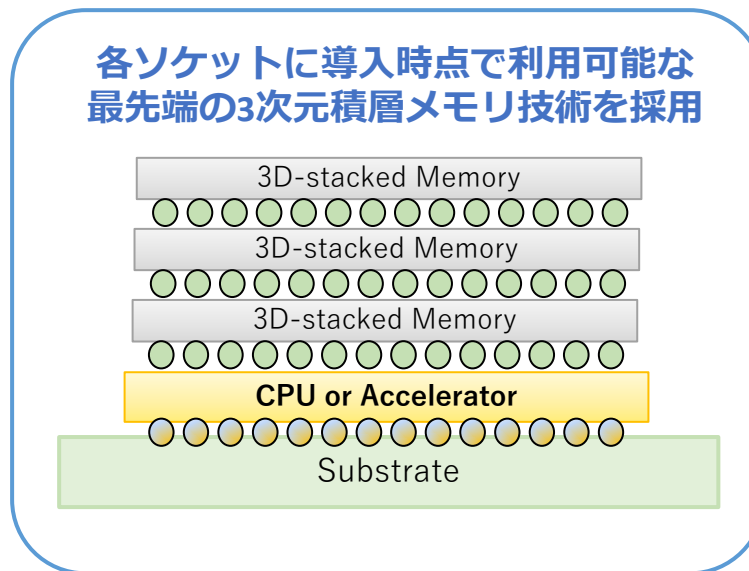 各ソケットに導入時点で利用可能な
最先端の3次元積層メモリ技術を採用
3D-stacked Memory
3D-stacked Memory
3D-stacked Memory
CPU or Accelerator
Substrate